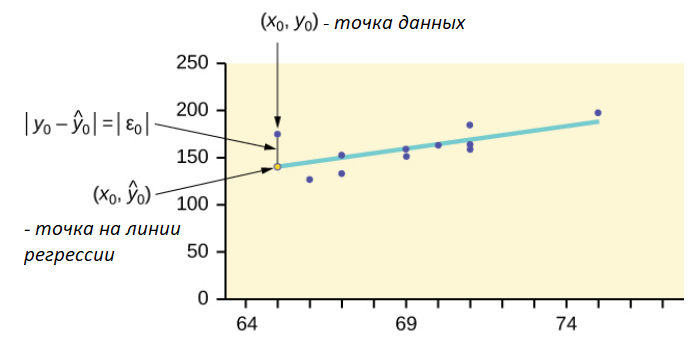 (x₀, y₀) - точка данных
250
200
|y₀ – ŷ₀| = |ε₀|
150
(x₀, ŷ₀)
100
- точка на линии
регрессии
50
0
64 69 74